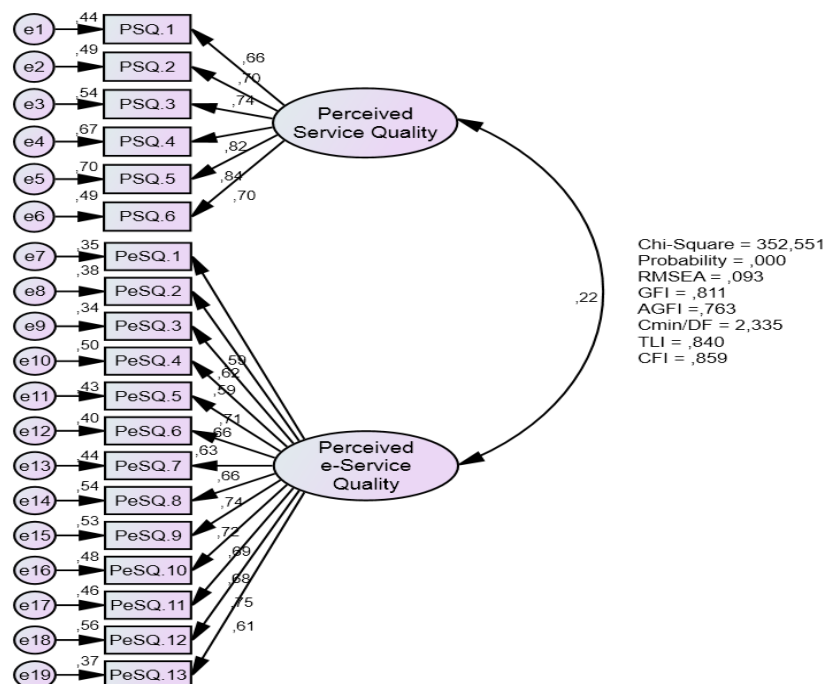 e1
,44
PSQ.1
e2
,49
PSQ.2
e3
,54
PSQ.3
e4
,67
PSQ.4
e5
,70
PSQ.5
e6
,49
PSQ.6
,66
,70
,74
,82
,84
,70
Perceived
Service Quality
e7
,35
PeSQ.1
e8
,38
PeSQ.2
e9
,34
PeSQ.3
e10
,50
PeSQ.4
e11
,43
PeSQ.5
e12
,40
PeSQ.6
e13
,44
PeSQ.7
e14
,54
PeSQ.8
e15
,53
PeSQ.9
e16
,48
PeSQ.10
e17
,46
PeSQ.11
e18
,56
PeSQ.12
e19
,37
PeSQ.13
,59
,62
,59
,71
,66
,63
,66
,74
,72
,69
,68
,75
,61
Perceived
e-Service
Quality
,22
Chi-Square = 352,551
Probability = ,000
RMSEA = ,093
GFI = ,811
AGFI =,763
Cmin/DF = 2,335
TLI = ,840
CFI = ,859